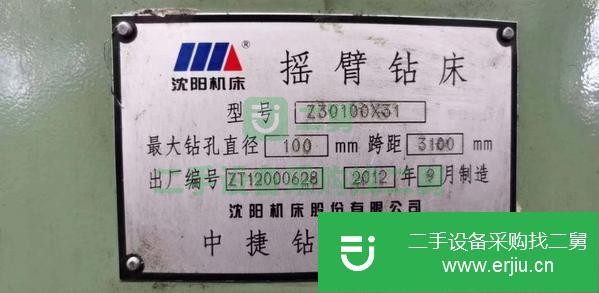 沈阳机床®
摇臂钻床
型号 Z30100X31
最大钻孔直径 100 mm 跨距 3100 mm
出厂编号 ZT12000628 2012 年 9 月制造
沈阳机床股份有限公司
中捷钻
二手设备采购找二舅
www.erjiu.cn